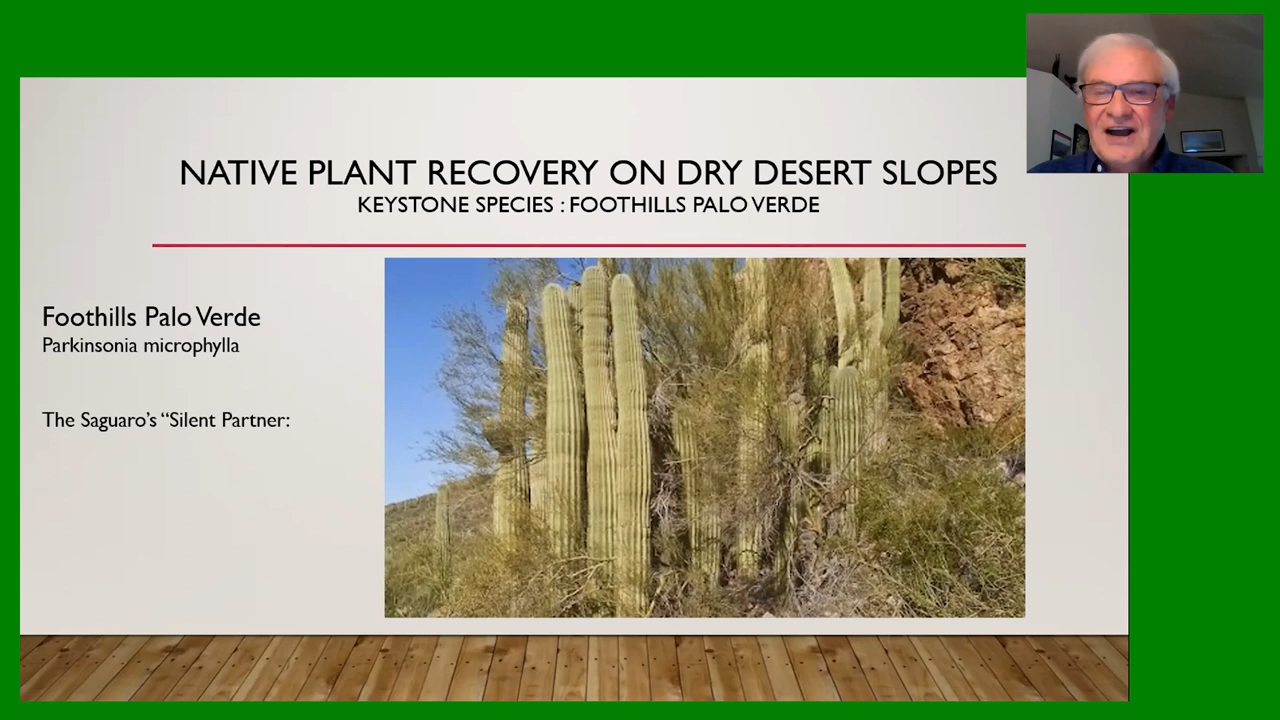 NATIVE PLANT RECOVERY ON DRY DESERT SLOPES
KEYSTONE SPECIES : FOOTHILLS PALO VERDE
Foothills Palo Verde
Parkinsonia microphylla
The Saguaro's “Silent Partner: